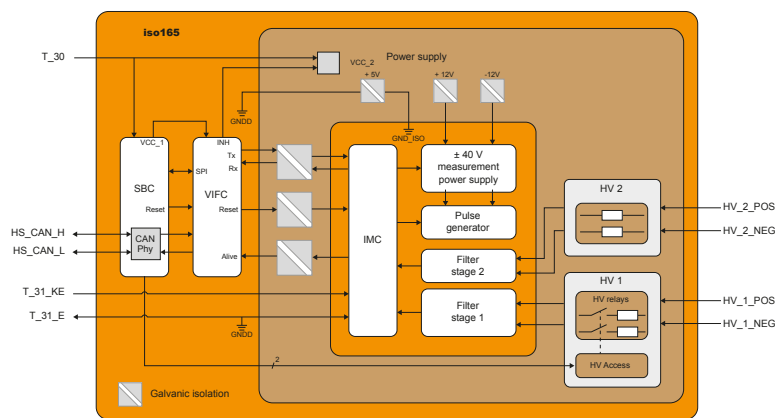 iso165
T_30
VCC_2
Power supply
+ 5V
+ 12V
-12V
GNDD
GND_ISO
VCC_1
INH
Tx
Rx
SPI
SBC
VIFC
Reset
Reset
Alive
CAN
Phy
HS_CAN_H
HS_CAN_L
T_31_KE
T_31_E
GNDD
IMC
± 40 V
measurement
power supply
Pulse
generator
Filter
stage 2
Filter
stage 1
HV 2
HV_2_POS
HV_2_NEG
HV 1
HV relays
HV_1_POS
HV_1_NEG
HV Access
2
Galvanic isolation